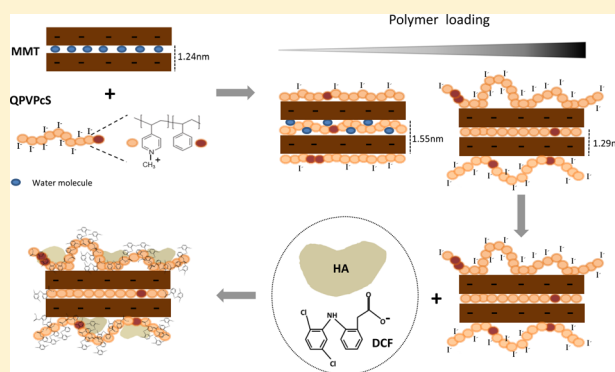 Polymer loading
MMT
1.24nm
QPVPcS
+
N
CH₃
+
Water molecule
1.55nm
1.29n
HA
O
NH
O⁻
Cl
Cl
DCF
+